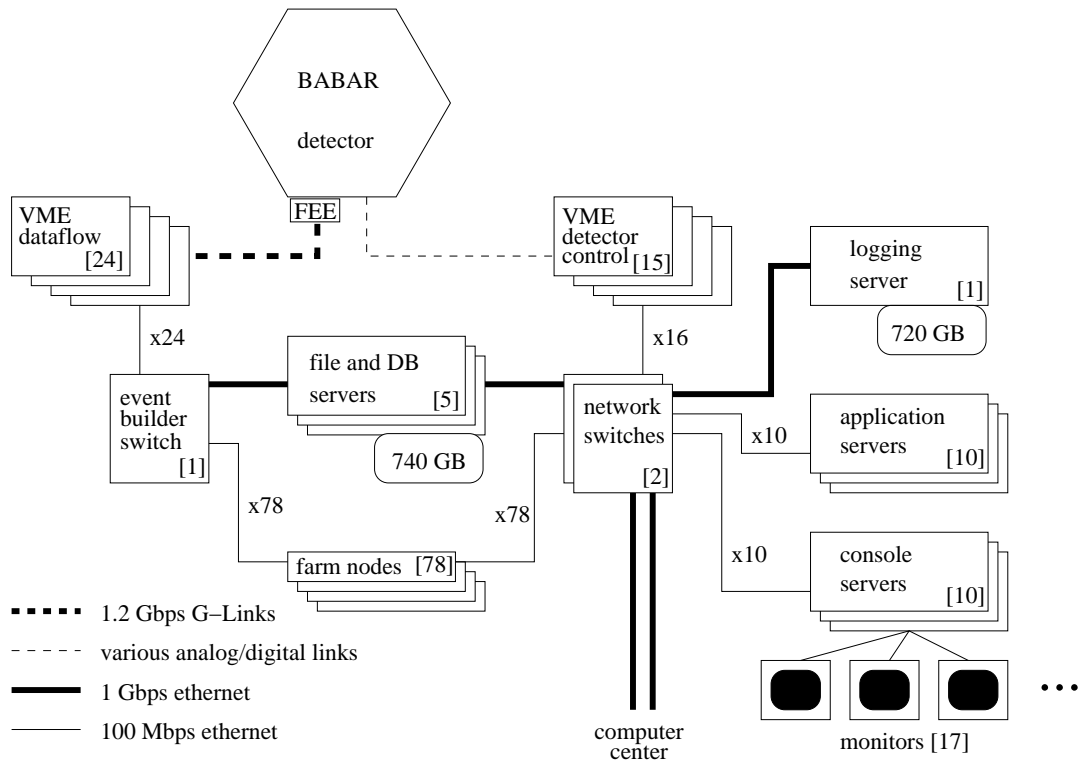 BABAR
detector
FEE
VME
dataflow
[24]
VME
detector
control
[15]
logging
server
[1]
720 GB
x24
x16
event
builder
switch
[1]
file and DB
servers
[5]
740 GB
network
switches
[2]
x10
application
servers
[10]
x78
x78
x10
console
servers
[10]
farm nodes [78]
1.2 Gbps G−Links
various analog/digital links
1 Gbps ethernet
100 Mbps ethernet
computer
center
monitors [17]
...